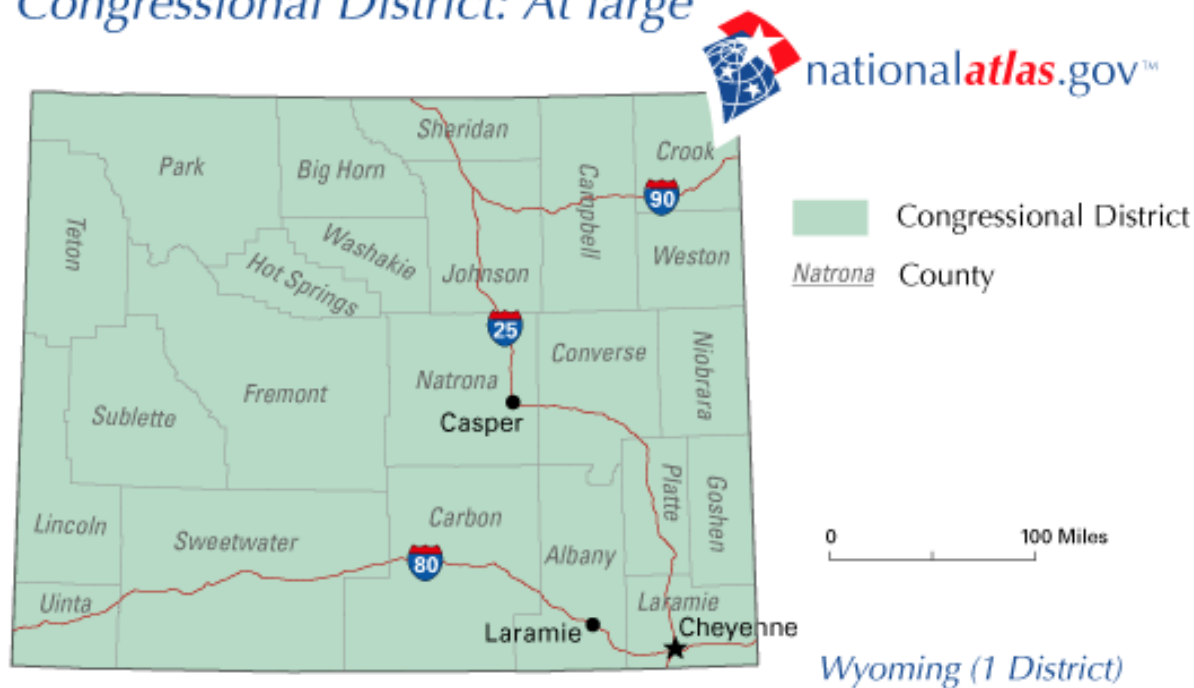 Congressional District: At large
nationalatlas.gov™
Sheridan
Park
Big Horn
Crook
Campbell
90
Teton
Washakie
Weston
Hot Springs
Johnson
25
Converse
Niobrara
Natrona
Fremont
Sublette
Casper
Platte
Goshen
Lincoln
Carbon
Sweetwater
Albany
80
Uinta
Laramie
Laramie
Cheyenne
Congressional District
Natrona County
0 100 Miles
Wyoming (1 District)